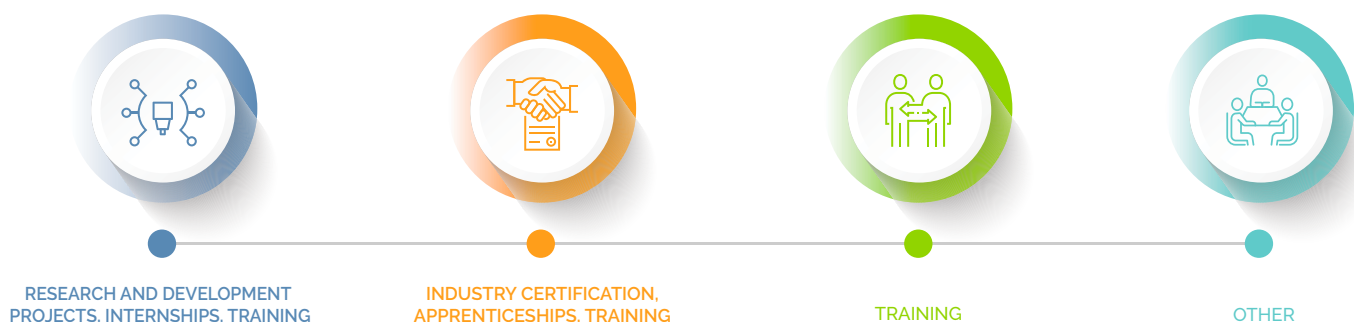 RESEARCH AND DEVELOPMENT
PROJECTS. INTERNSHIPS. TRAINING
INDUSTRY CERTIFICATION,
APPRENTICESHIPS. TRAINING
TRAINING
OTHER